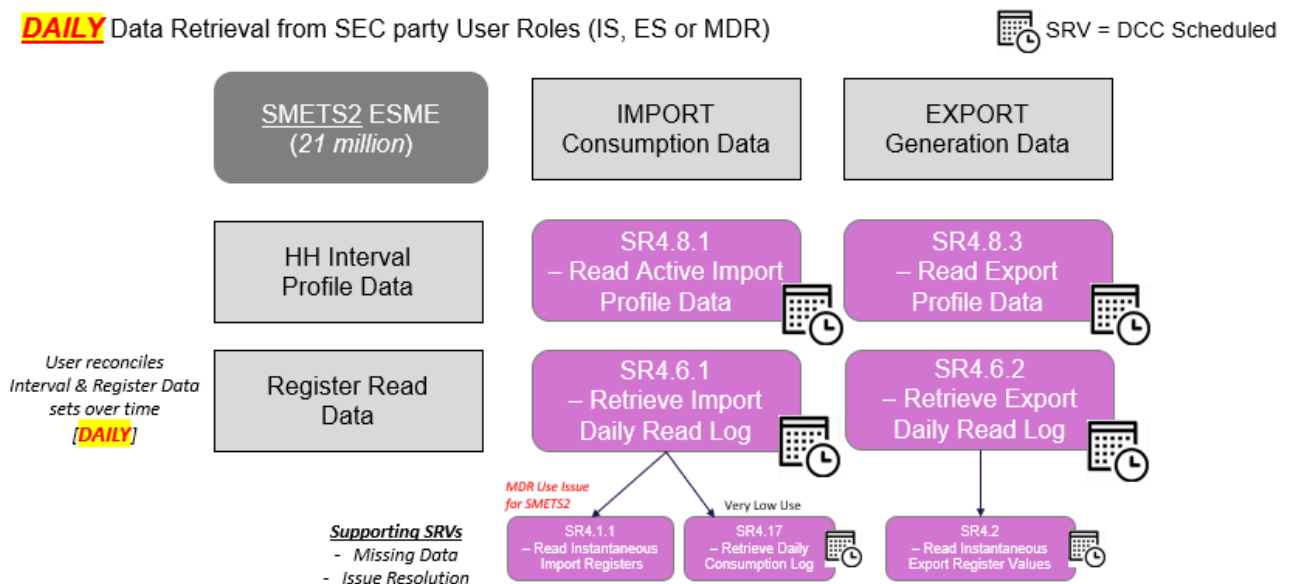 DAILY Data Retrieval from SEC party User Roles (IS, ES or MDR)
SRV = DCC Scheduled
SMETS2 ESME
(21 million)
IMPORT
Consumption Data
EXPORT
Generation Data
HH Interval
Profile Data
SR4.8.1
– Read Active Import
Profile Data
SR4.8.3
– Read Export
Profile Data
User reconciles
Interval & Register Data
sets over time
[DAILY]
Register Read
Data
SR4.6.1
– Retrieve Import
Daily Read Log
SR4.6.2
– Retrieve Export
Daily Read Log
MDR Use Issue
for SMETS2
Very Low Use
Supporting SRVs
- Missing Data
- Issue Resolution
SR4.1.1
– Read Instantaneous
Import Registers
SR4.17
– Retrieve Daily
Consumption Log
SR4.2
– Read Instantaneous
Export Register Values